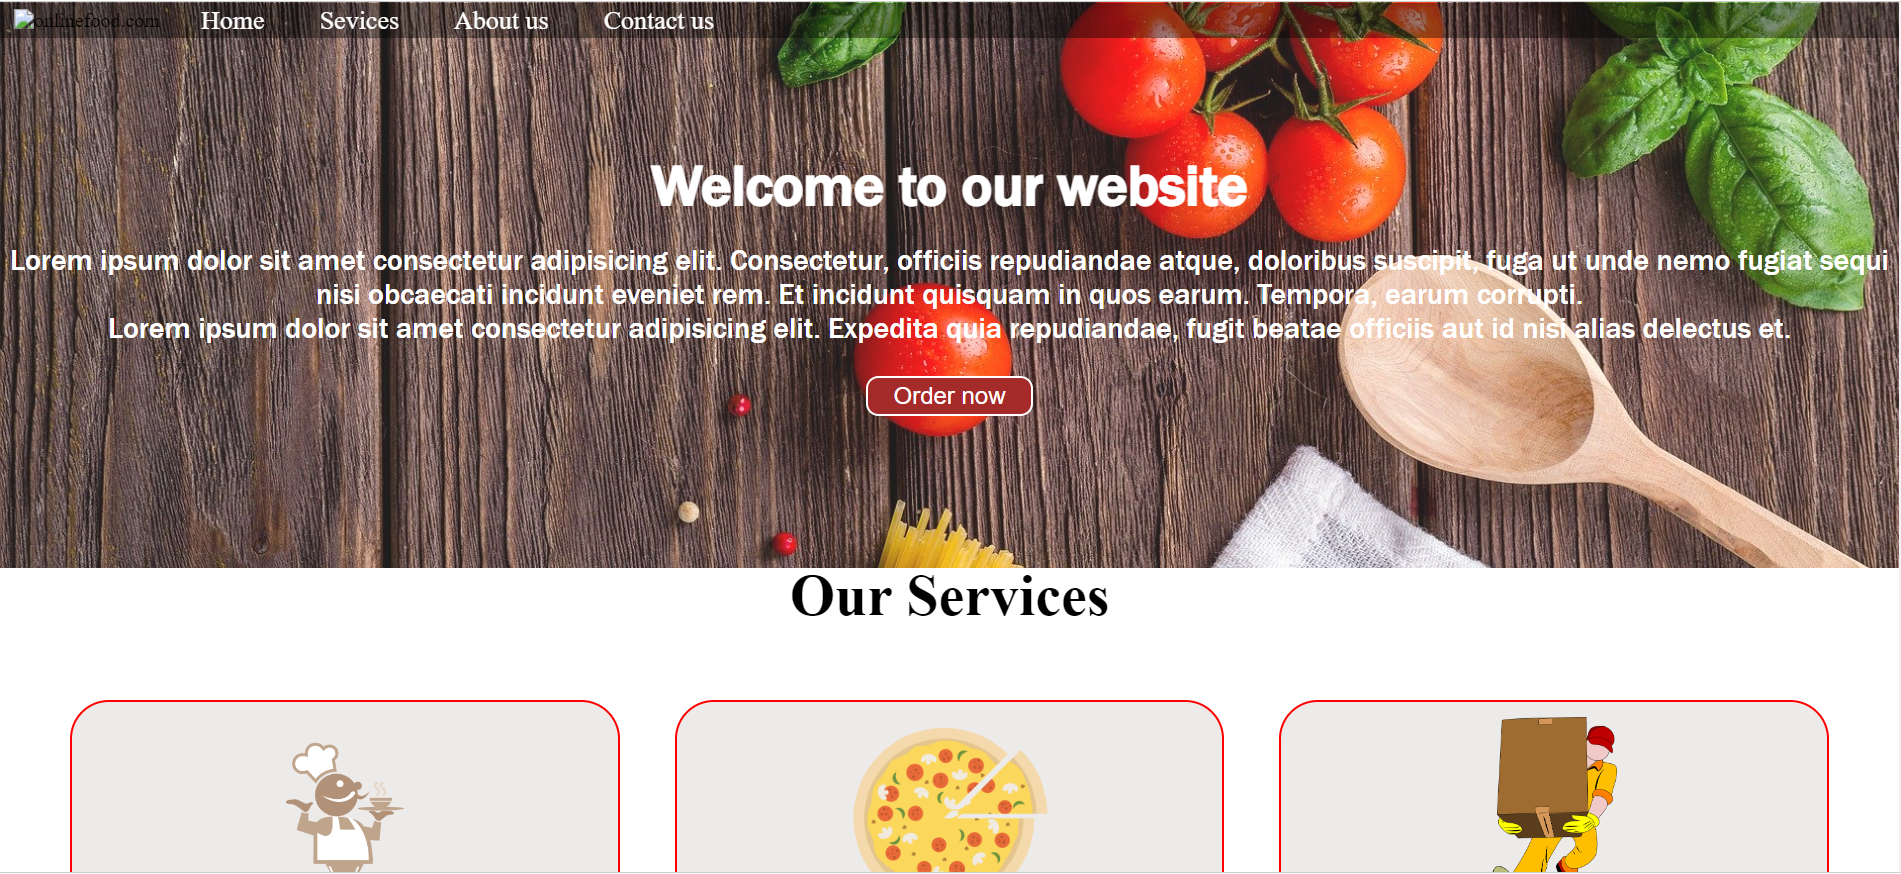 onlinefood.com Home Sevices About us Contact us
Welcome to our website
Lorem ipsum dolor sit amet consectetur adipisicing elit. Consectetur, officiis repudiandae atque, doloribus suscipit, fuga ut unde nemo fugiat sequi
nisi obcaecati incidunt eveniet rem. Et incidunt quisquam in quos earum. Tempora, earum corrupti.
Lorem ipsum dolor sit amet consectetur adipisicing elit. Expedita quia repudiandae, fugit beatae officiis aut id nisi alias delectus et.
Order now
Our Services